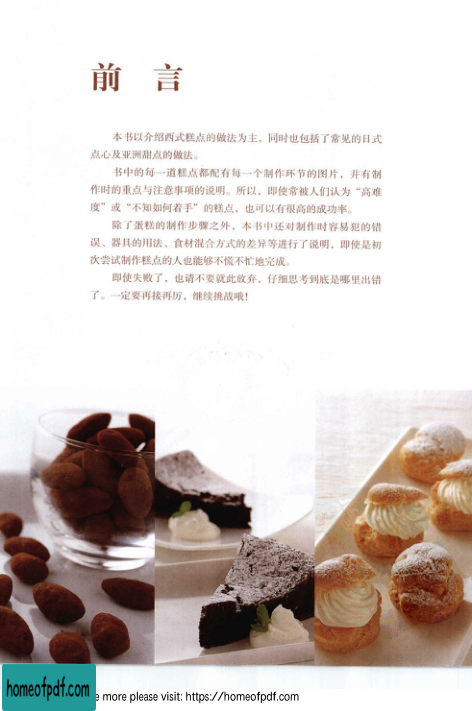 前 言
本书以介绍西式糕点的做法为主，同时也包括了常见的日式
点心及亚洲甜点的做法。
书中的每一道糕点都配有每一个制作环节的图片，并有制
作时的重点与注意事项的说明。所以，即使常被人们认为“高难
度”或“不知如何着手”的糕点，也可以有很高的成功率。
除了蛋糕的制作步骤之外，本书中还对制作时容易犯的错
误、器具的用法、食材混合方式的差异等进行了说明，即使是初
次尝试制作糕点的人也能够不慌不忙地完成。
即使失败了，也请不要就此放弃，仔细思考到底是哪里出错
了。一定要再接再厉，继续挑战哦！
homeofpdf.com
e more please visit: https://homeofpdf.com